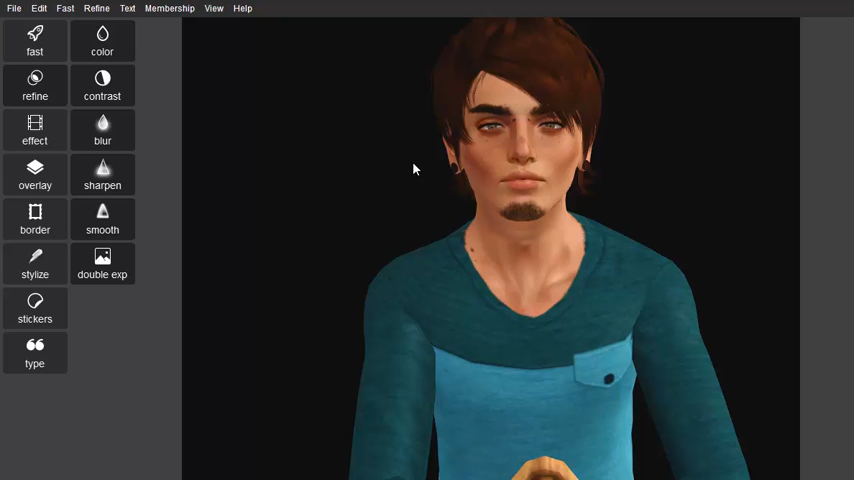 File Edit Fast Refine Text Membership View Help
fast color
refine contrast
effect blur
overlay sharpen
border smooth
stylize double exp
stickers
type